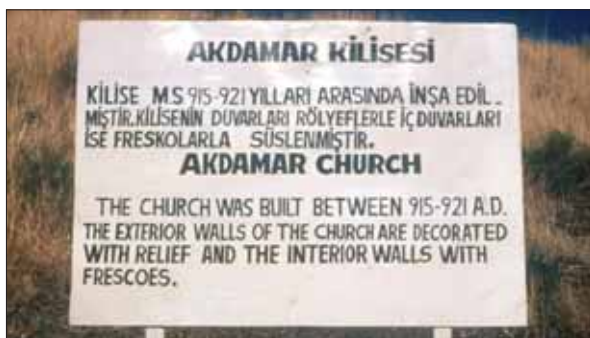 AKDAMAR KİLİSESİ
KİLİSE M.S 915-921 YILLARI ARASINDA İNŞA EDİL.
MİŞTİR.KİLİSENİN DUVARLARI RÖLYEFLERLE İÇ DUVARLARI
İSE FRESKOLARLA SÜSLENMİŞTİR.
AKDAMAR CHURCH
THE CHURCH WAS BUILT BETWEEN 915-921 A.D.
THE EXTERIOR WALLS OF THE CHURCH ARE DECORATED
WITH RELIEF AND THE INTERIOR WALLS WITH
FRESCOES.